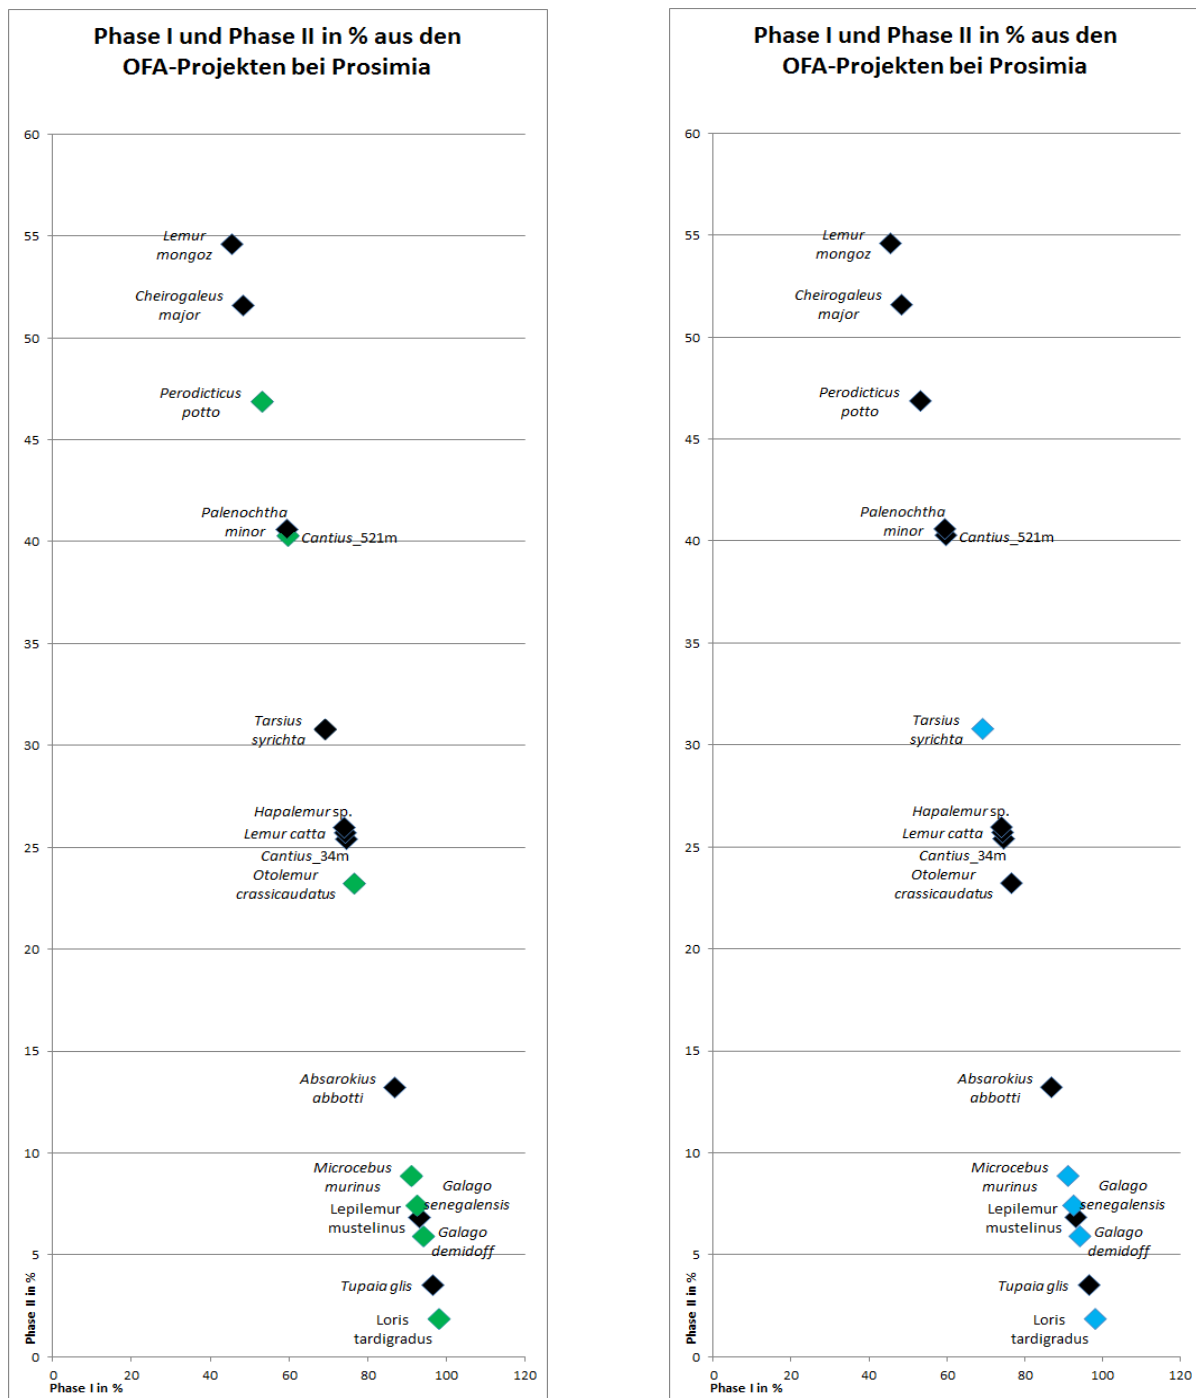 Phase I und Phase II in % aus den
OFA-Projekten bei Prosimia
60
55
50
45
40
35
30
25
20
15
10
5
0
Phase II in %
Lemur
mongoz
Cheirogaleus
major
Perodicticus
potto
Palenochtha
minor
Cantius_521m
Tarsius
syrichta
Hapalemur sp.
Lemur catta
Cantius_34m
Otolemur
crassicaudatus
Absarokius
abbotti
Microcebus
murinus
Galago
senegalensis
Lepilemur
mustelinus
Galago
demidoff
Tupaia glis
Loris
tardigradus
0 20 40 60 80 100 120
Phase I in %
Phase I und Phase II in % aus den
OFA-Projekten bei Prosimia
60
55
50
45
40
35
30
25
20
15
10
5
0
Phase II in %
Lemur
mongoz
Cheirogaleus
major
Perodicticus
potto
Palenochtha
minor
Cantius_521m
Tarsius
syrichta
Hapalemur sp.
Lemur catta
Cantius_34m
Otolemur
crassicaudatus
Absarokius
abbotti
Microcebus
murinus
Galago
senegalensis
Lepilemur
mustelinus
Galago
demidoff
Tupaia glis
Loris
tardigradus
0 20 40 60 80 100 120
Phase I in %